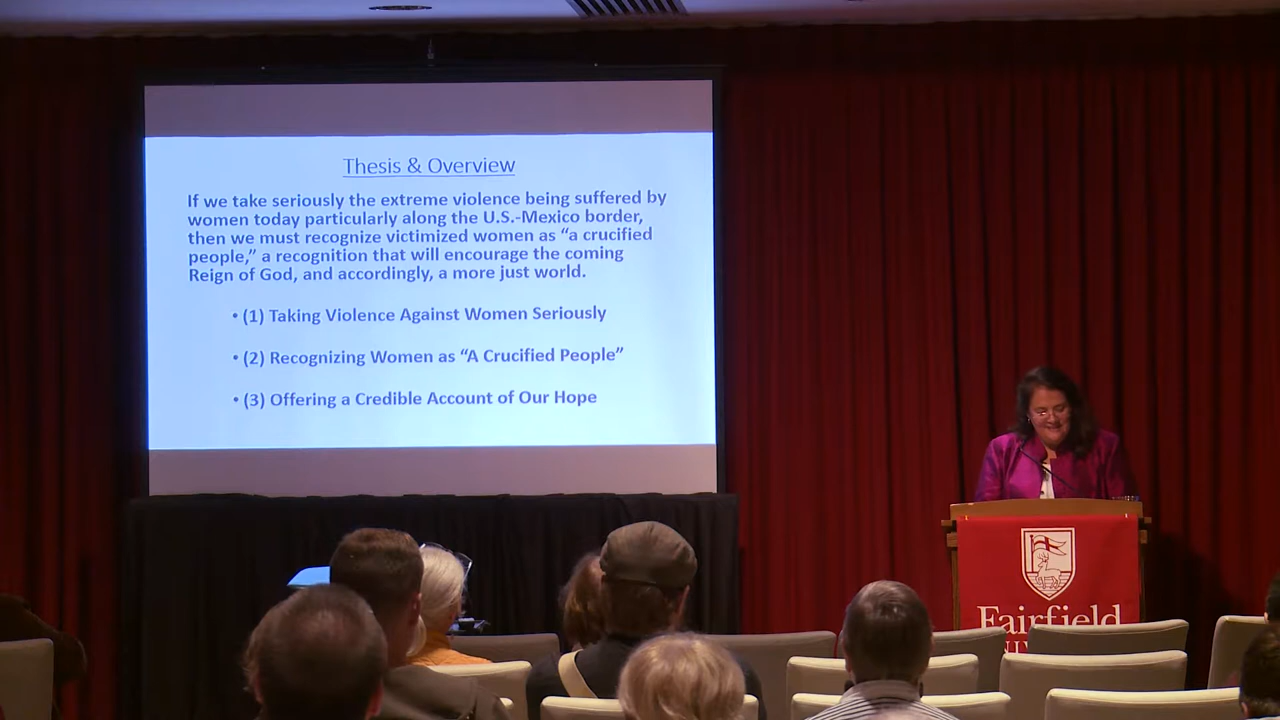 Thesis & Overview
If we take seriously the extreme violence being suffered by
women today particularly along the U.S.-Mexico border,
then we must recognize victimized women as “a crucified
people,” a recognition that will encourage the coming
Reign of God, and accordingly, a more just world.
• (1) Taking Violence Against Women Seriously
• (2) Recognizing Women as “A Crucified People”
• (3) Offering a Credible Account of Our Hope
Fairfield